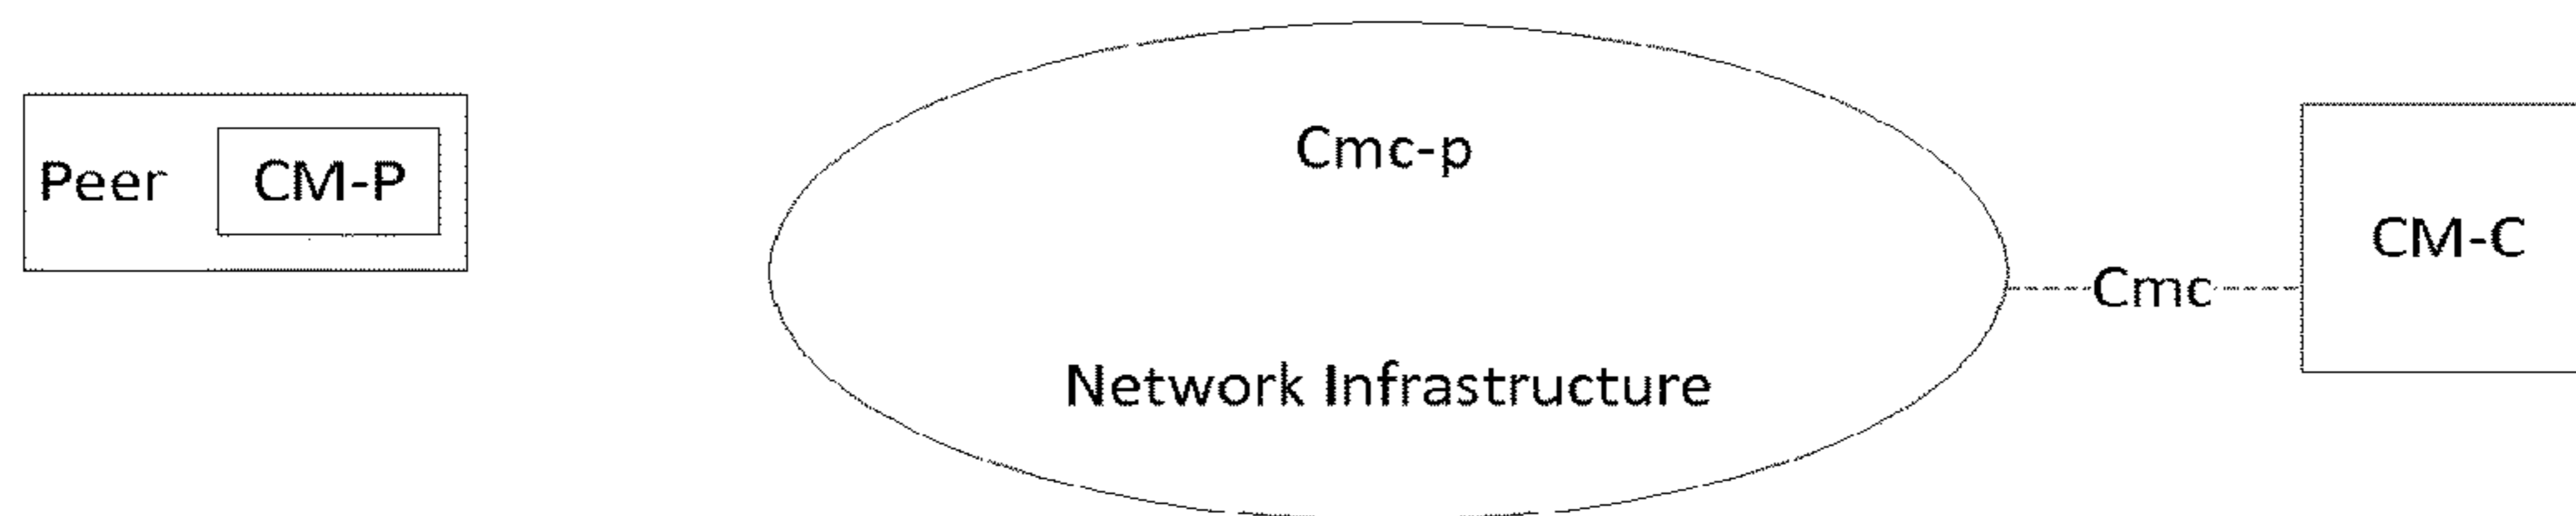 Peer
CM-P
Cmc-p
Network Infrastructure
Cmc
CM-C